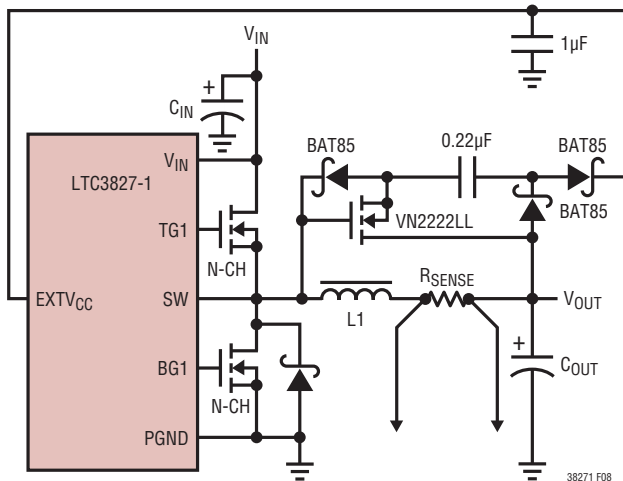 1µF
V_IN
+
C_IN
V_IN
LTC3827-1
TG1
N-CH
BAT85
0.22µF
BAT85
BAT85
VN2222LL
EXTV_CC
SW
L1
R_SENSE
V_OUT
+
C_OUT
BG1
N-CH
PGND
38271 F08